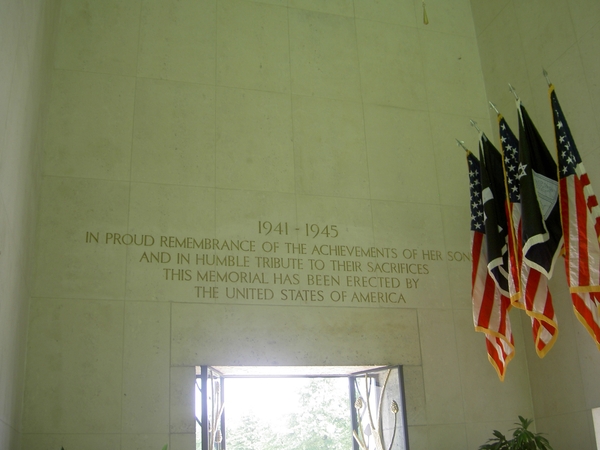 1941 - 1945
IN PROUD REMEMBRANCE OF THE ACHIEVEMENTS OF HER SONS
AND IN HUMBLE TRIBUTE TO THEIR SACRIFICES
THIS MEMORIAL HAS BEEN ERECTED BY
THE UNITED STATES OF AMERICA